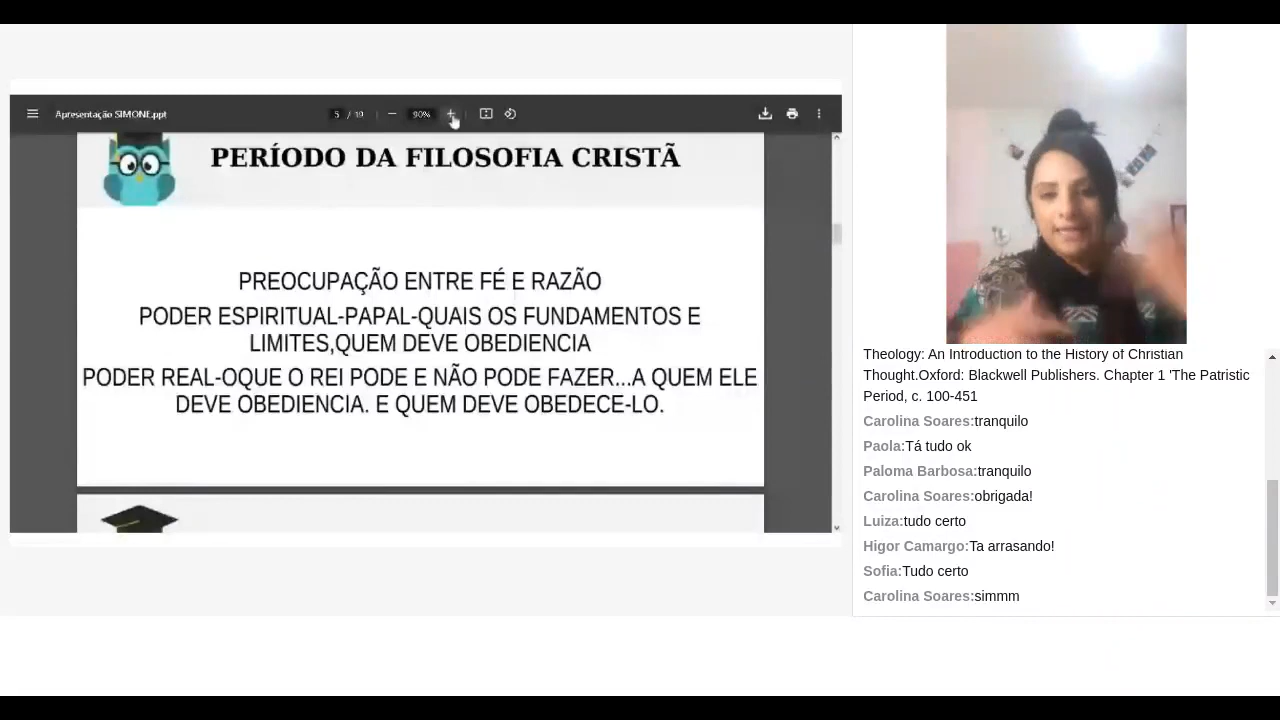 Apresentação SIMONE.ppt
5 / 19
90%
PERÍODO DA FILOSOFIA CRISTÃ
PREOCUPAÇÃO ENTRE FÉ E RAZÃO
PODER ESPIRITUAL-PAPAL-QUAIS OS FUNDAMENTOS E
LIMITES,QUEM DEVE OBEDIENCIA
PODER REAL-OQUE O REI PODE E NÃO PODE FAZER...A QUEM ELE
DEVE OBEDIENCIA. E QUEM DEVE OBEDECE-LO.
Theology: An Introduction to the History of Christian
Thought.Oxford: Blackwell Publishers. Chapter 1 'The Patristic
Period, c. 100-451
Carolina Soares:tranquilo
Paola:Tá tudo ok
Paloma Barbosa:tranquilo
Carolina Soares:obrigada!
Luiza:tudo certo
Higor Camargo:Ta arrasando!
Sofia:Tudo certo
Carolina Soares:simmm